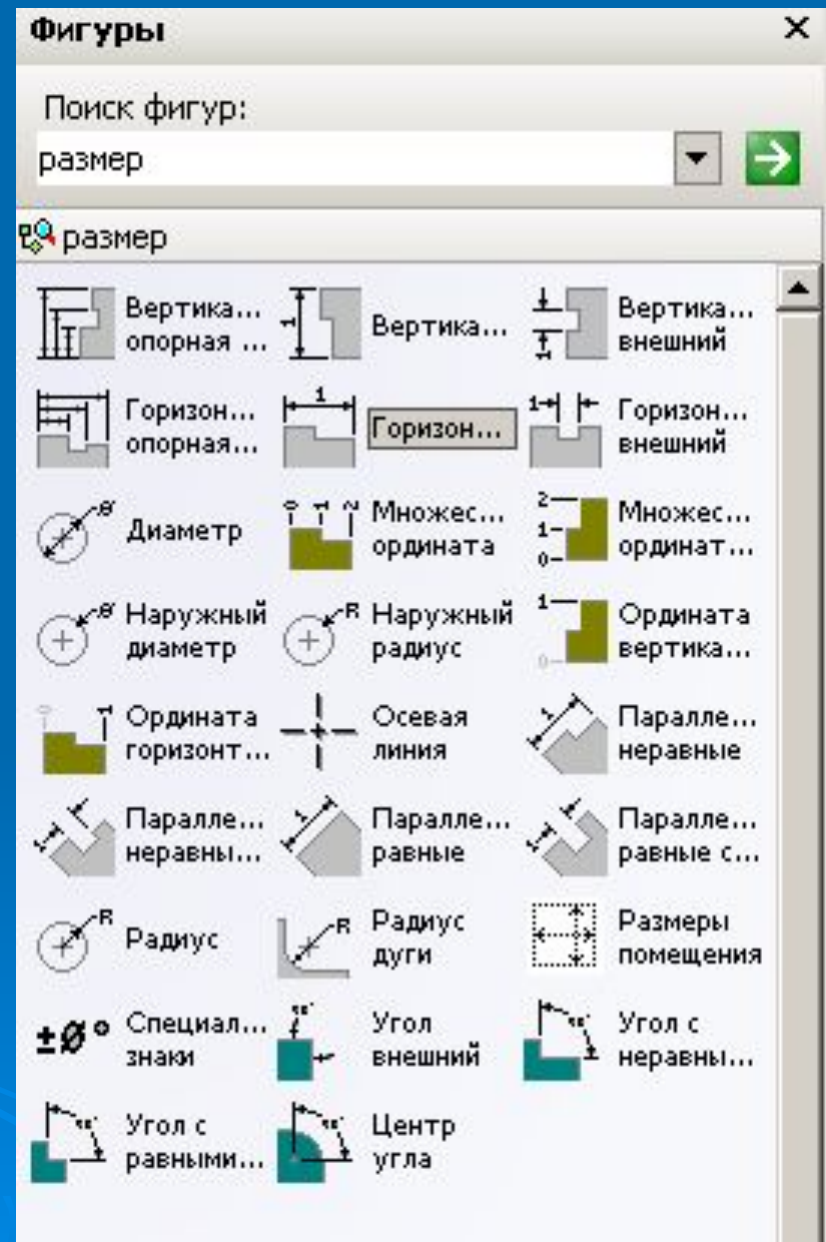 Фигуры
Поиск фигур:
размер
размер
Вертика...
опорная ...
Вертика...
Вертика...
внешний
Горизон...
опорная...
Горизон...
Горизон...
внешний
Диаметр
Множес...
ордината
Множес...
ординат...
Наружный
диаметр
Наружный
радиус
Ордината
вертика...
Ордината
горизонт...
Осевая
линия
Паралле...
неравные
Паралле...
неравны...
Паралле...
равные
Паралле...
равные с...
Радиус
Радиус
дуги
Размеры
помещения
Специал...
знаки
Угол
внешний
Угол с
неравны...
Угол с
равными...
Центр
угла